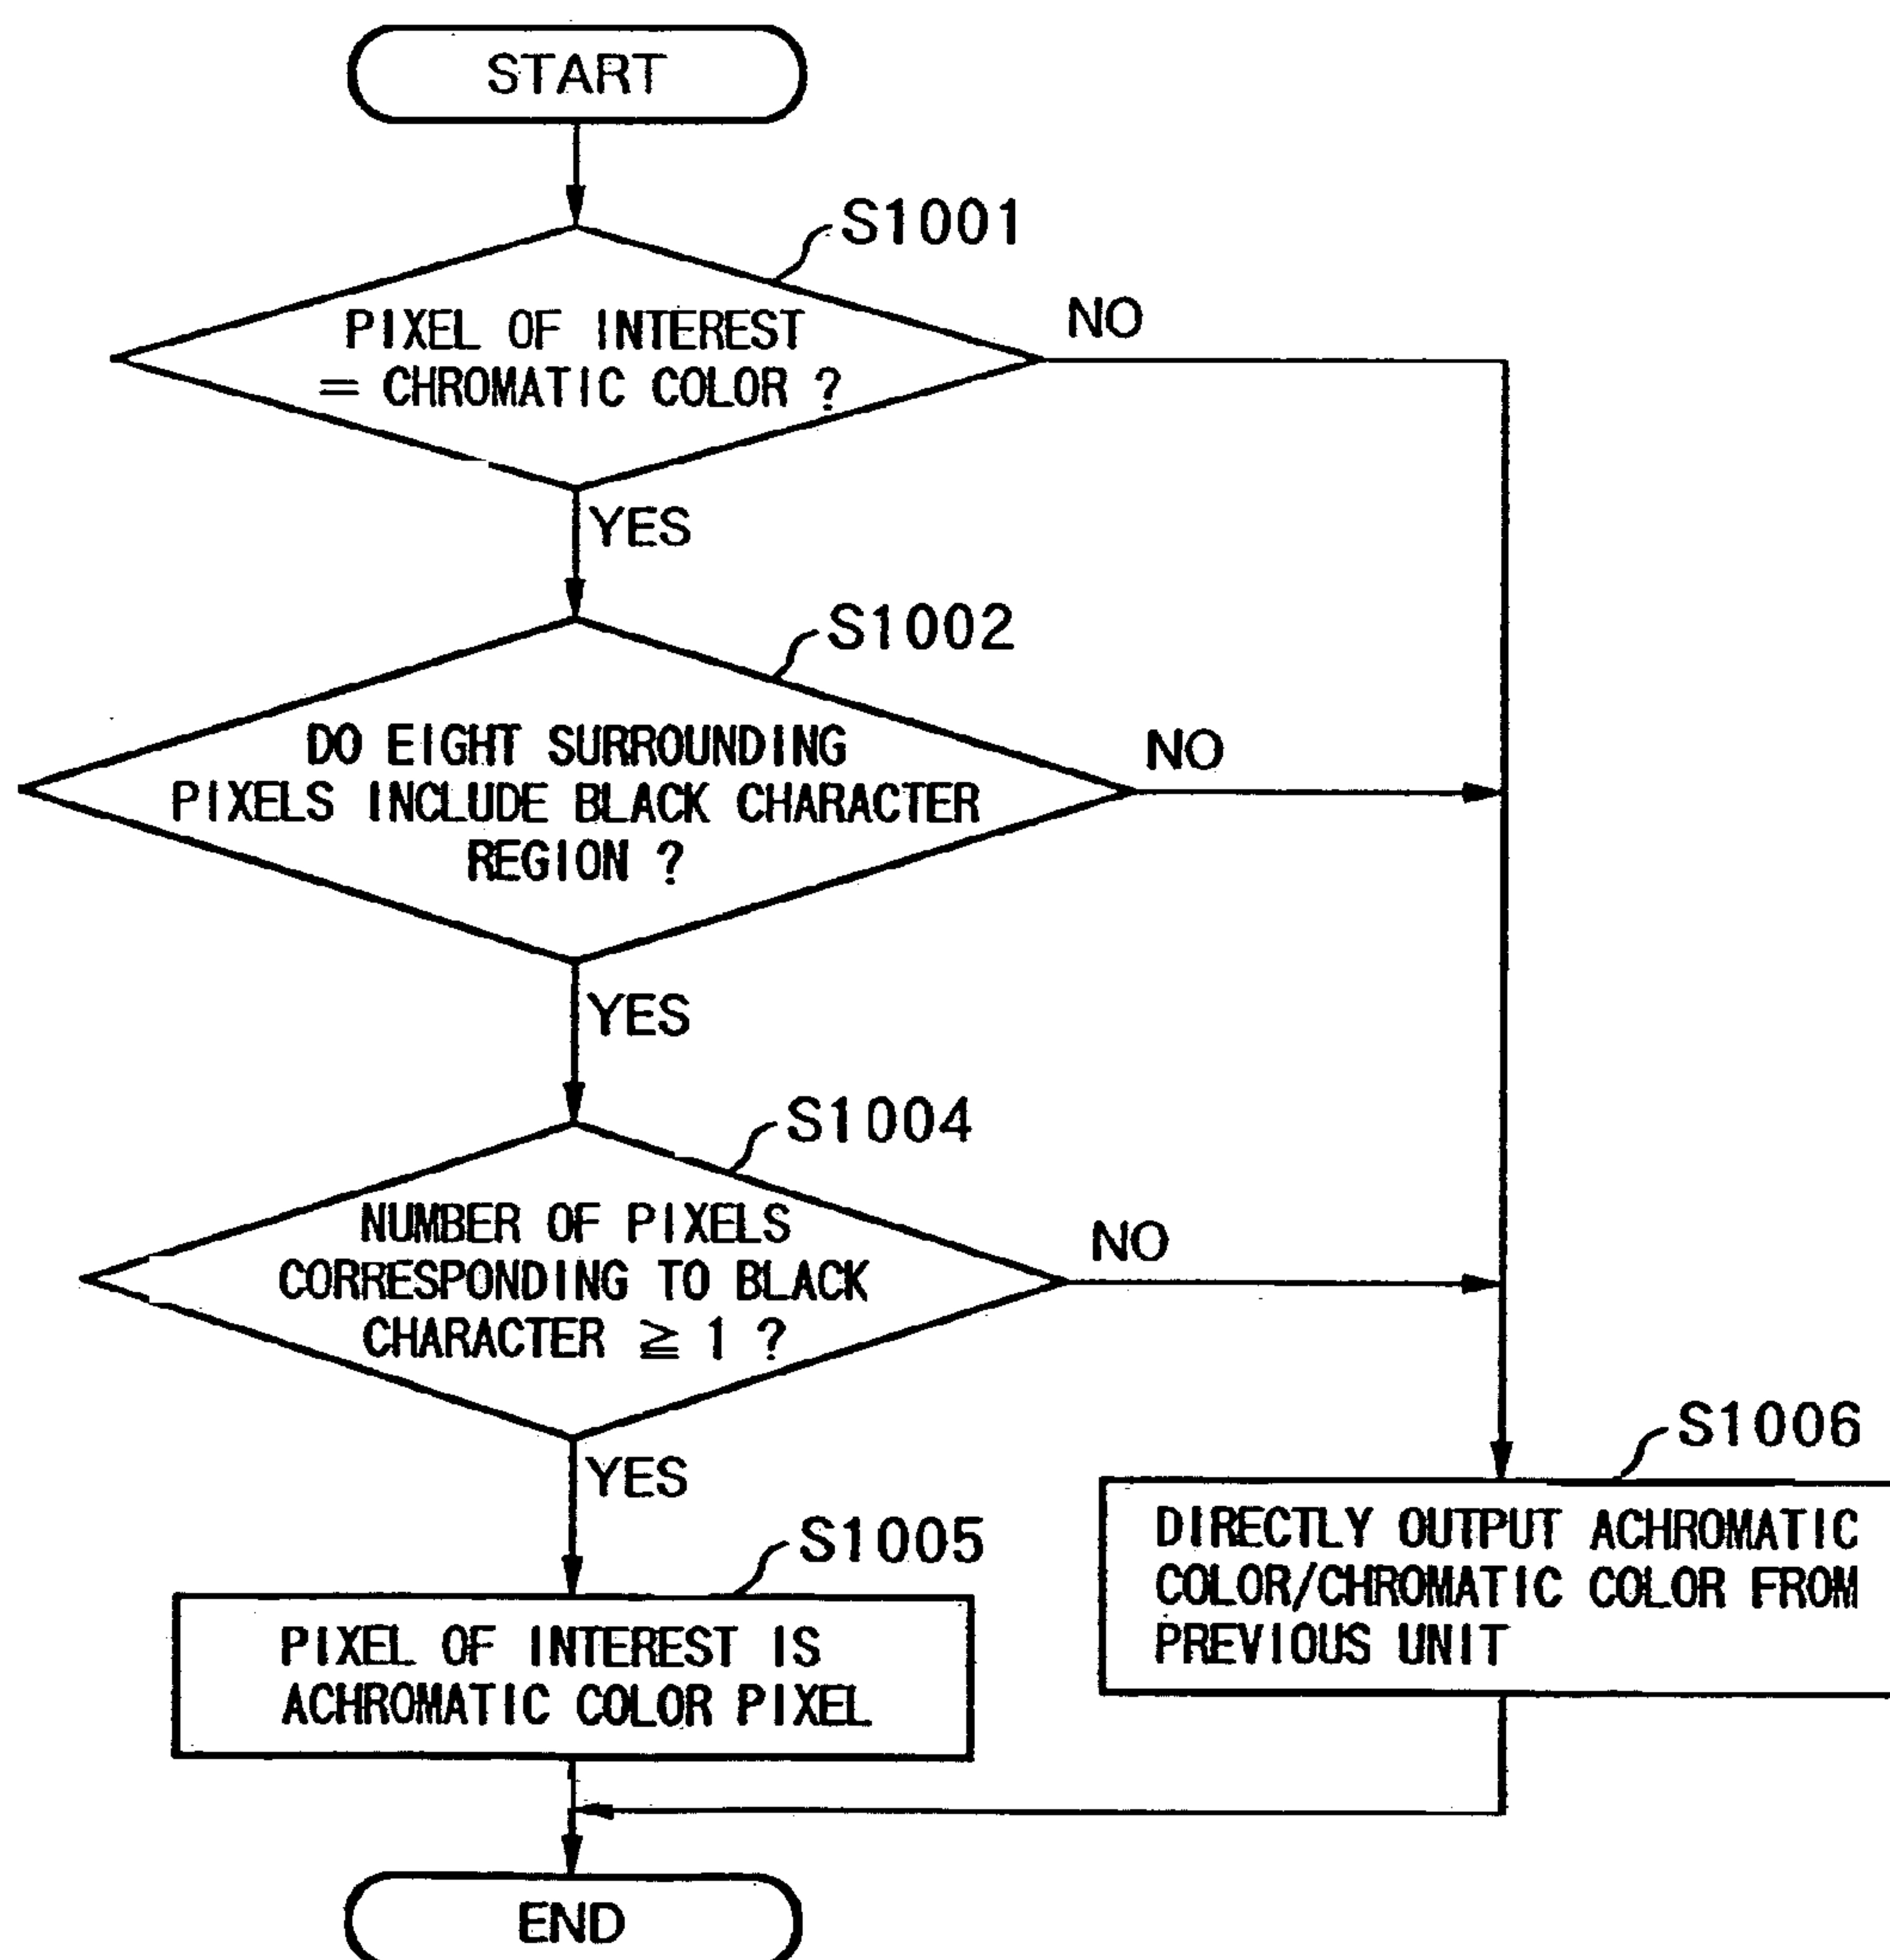 START
S1001
PIXEL OF INTEREST
= CHROMATIC COLOR ?
NO
YES
S1002
DO EIGHT SURROUNDING
PIXELS INCLUDE BLACK CHARACTER
REGION ?
NO
YES
S1004
NUMBER OF PIXELS
CORRESPONDING TO BLACK
CHARACTER ≧ 1 ?
NO
YES
S1005
PIXEL OF INTEREST IS
ACHROMATIC COLOR PIXEL
S1006
DIRECTLY OUTPUT ACHROMATIC
COLOR/CHROMATIC COLOR FROM
PREVIOUS UNIT
END